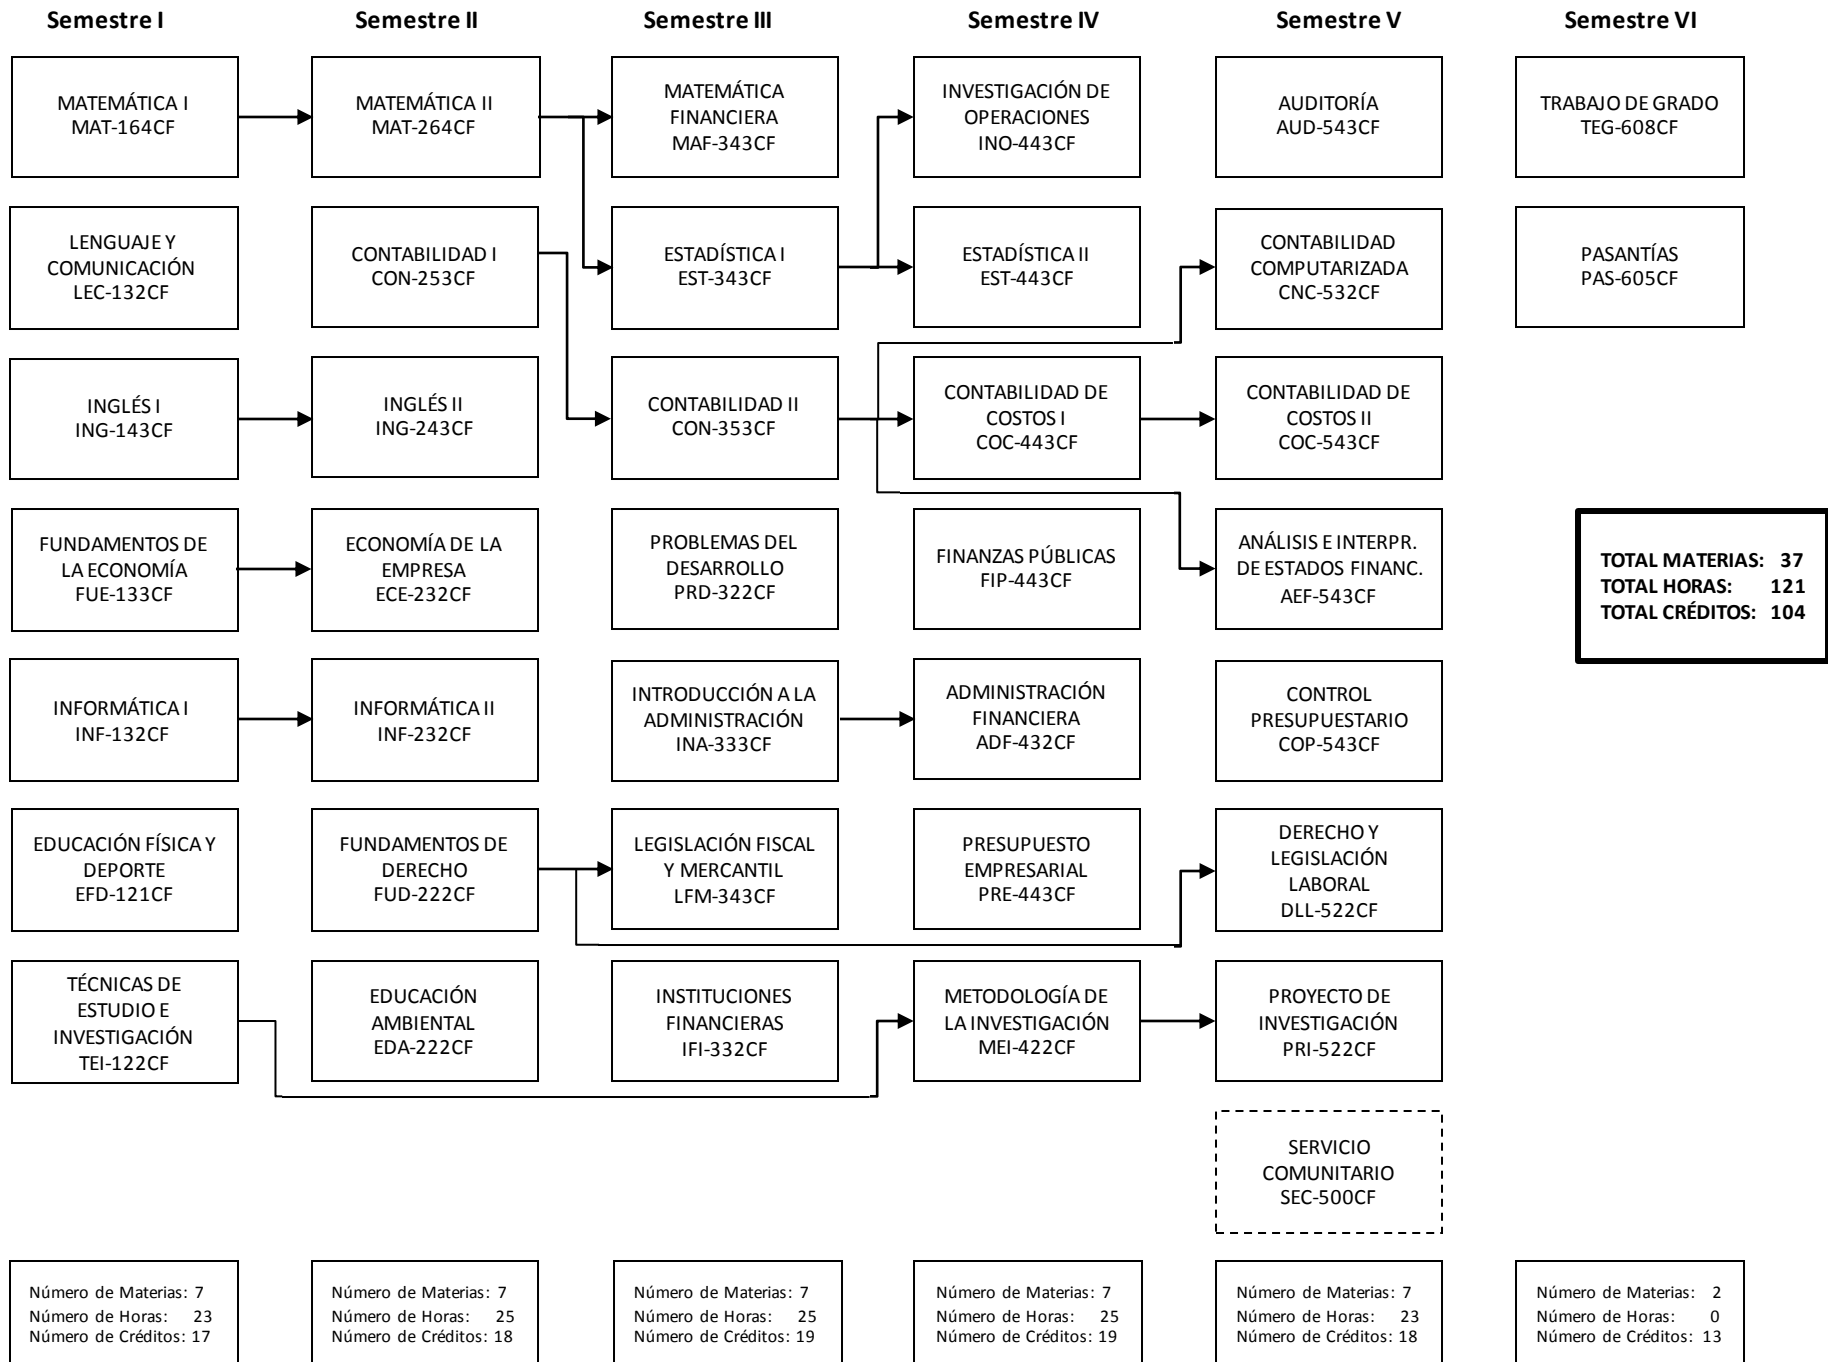 Semestre I
Semestre II
Semestre III
Semestre IV
Semestre V
Semestre VI
MATEMÁTICA I
MAT-164CF
MATEMÁTICA II
MAT-264CF
MATEMÁTICA
FINANCIERA
MAF-343CF
INVESTIGACIÓN DE
OPERACIONES
INO-443CF
AUDITORÍA
AUD-543CF
TRABAJO DE GRADO
TEG-608CF
LENGUAJE Y
COMUNICACIÓN
LEC-132CF
CONTABILIDAD I
CON-253CF
ESTADÍSTICA I
EST-343CF
ESTADÍSTICA II
EST-443CF
CONTABILIDAD
COMPUTARIZADA
CNC-532CF
PASANTÍAS
PAS-605CF
INGLÉS I
ING-143CF
INGLÉS II
ING-243CF
CONTABILIDAD II
CON-353CF
CONTABILIDAD DE
COSTOS I
COC-443CF
CONTABILIDAD DE
COSTOS II
COC-543CF
FUNDAMENTOS DE
LA ECONOMÍA
FUE-133CF
ECONOMÍA DE LA
EMPRESA
ECE-232CF
PROBLEMAS DEL
DESARROLLO
PRD-322CF
FINANZAS PÚBLICAS
FIP-443CF
ANÁLISIS E INTERPR.
DE ESTADOS FINANC.
AEF-543CF
TOTAL MATERIAS: 37
TOTAL HORAS: 121
TOTAL CRÉDITOS: 104
INFORMÁTICA I
INF-132CF
INFORMÁTICA II
INF-232CF
INTRODUCCIÓN A LA
ADMINISTRACIÓN
INA-333CF
ADMINISTRACIÓN
FINANCIERA
ADF-432CF
CONTROL
PRESUPUESTARIO
COP-543CF
EDUCACIÓN FÍSICA Y
DEPORTE
EFD-121CF
FUNDAMENTOS DE
DERECHO
FUD-222CF
LEGISLACIÓN FISCAL
Y MERCANTIL
LFM-343CF
PRESUPUESTO
EMPRESARIAL
PRE-443CF
DERECHO Y
LEGISLACIÓN
LABORAL
DLL-522CF
TÉCNICAS DE
ESTUDIO E
INVESTIGACIÓN
TEI-122CF
EDUCACIÓN
AMBIENTAL
EDA-222CF
INSTITUCIONES
FINANCIERAS
IFI-332CF
METODOLOGÍA DE
LA INVESTIGACIÓN
MEI-422CF
PROYECTO DE
INVESTIGACIÓN
PRI-522CF
SERVICIO
COMUNITARIO
SEC-500CF
Número de Materias: 7
Número de Horas: 23
Número de Créditos: 17
Número de Materias: 7
Número de Horas: 25
Número de Créditos: 18
Número de Materias: 7
Número de Horas: 25
Número de Créditos: 19
Número de Materias: 7
Número de Horas: 25
Número de Créditos: 19
Número de Materias: 7
Número de Horas: 23
Número de Créditos: 18
Número de Materias: 2
Número de Horas: 0
Número de Créditos: 13